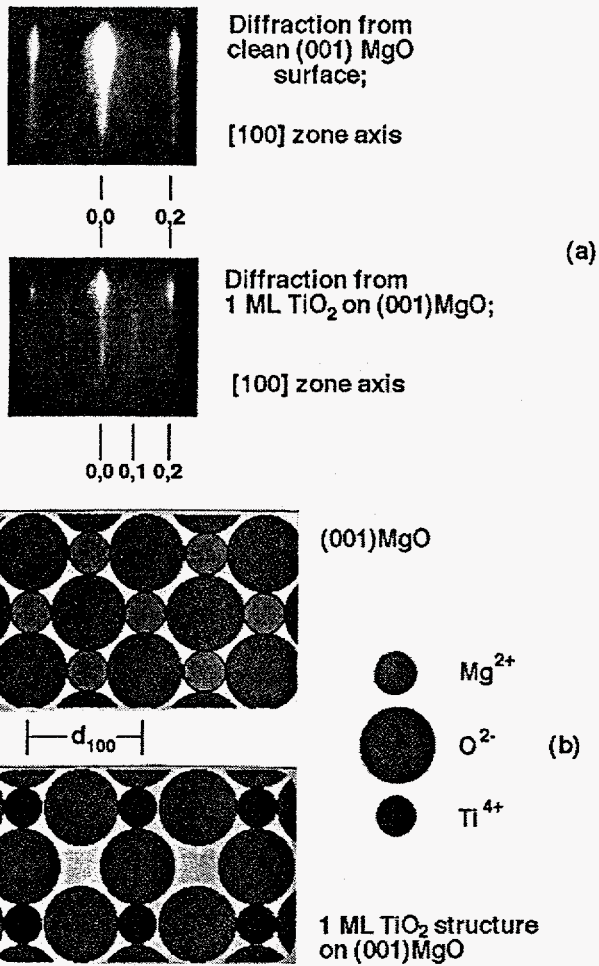 Diffraction from
clean (001) MgO
surface;
[100] zone axis
0,0 0,2
(a)
Diffraction from
1 ML TiO₂ on (001)MgO;
[100] zone axis
0,0 0,1 0,2
(001)MgO
Mg²⁺
d₁₀₀
O²⁻ (b)
Ti⁴⁺
1 ML TiO₂ structure
on (001)MgO